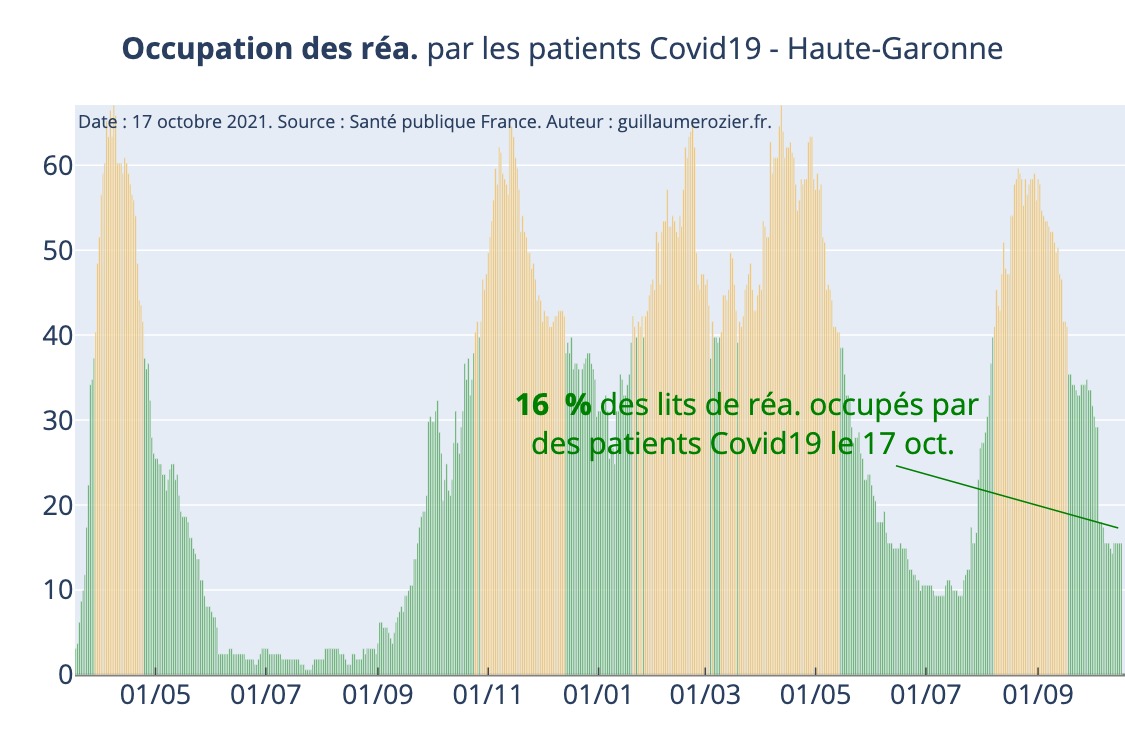 Occupation des réa. par les patients Covid19 - Haute-Garonne
Date : 17 octobre 2021. Source : Santé publique France. Auteur : guillaumerozier.fr.
60
50
40
30
20
10
0
16 % des lits de réa. occupés par
des patients Covid19 le 17 oct.
01/05 01/07 01/09 01/11 01/01 01/03 01/05 01/07 01/09